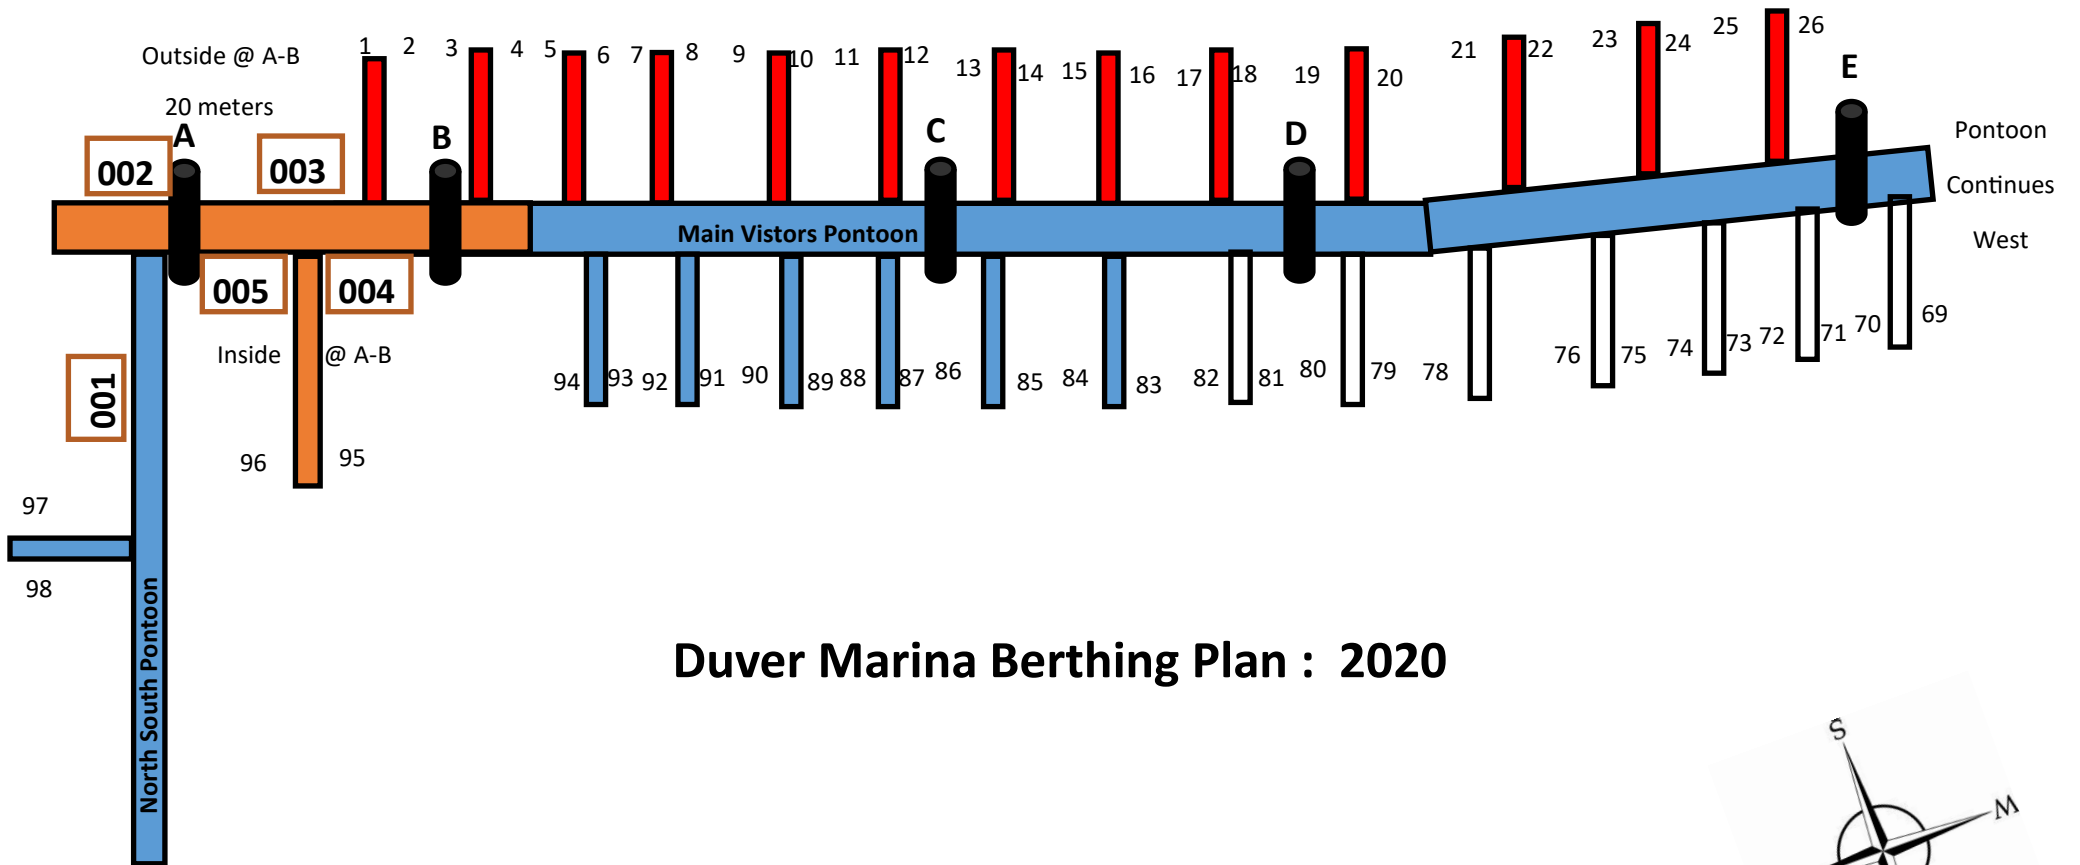 Outside @ A-B
20 meters
1 2 3 4 5 6 7 8 9 10 11 12 13 14 15 16 17 18 19 20 21 22 23 24 25 26
A B C D E
002 003
Pontoon
Continues
West
Main Vistors Pontoon
005 004
Inside @ A-B
001
94 93 92 91 90 89 88 87 86 85 84 83 82 81 80 79 78 76 75 74 73 72 71 70 69
96 95
97
98
North South Pontoon
Duver Marina Berthing Plan : 2020
S
W